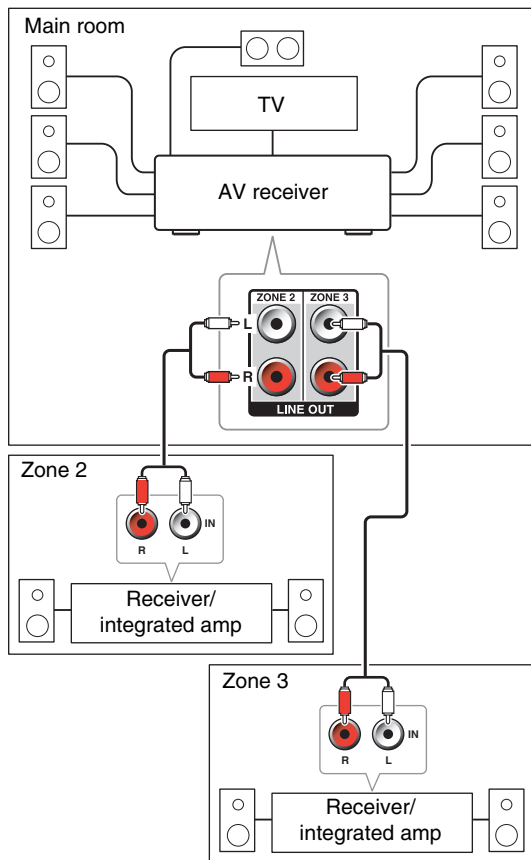 Main room
TV
AV receiver
ZONE 2 ZONE 3
L
R
LINE OUT
Zone 2
IN
R L
Receiver/
integrated amp
Zone 3
IN
R L
Receiver/
integrated amp